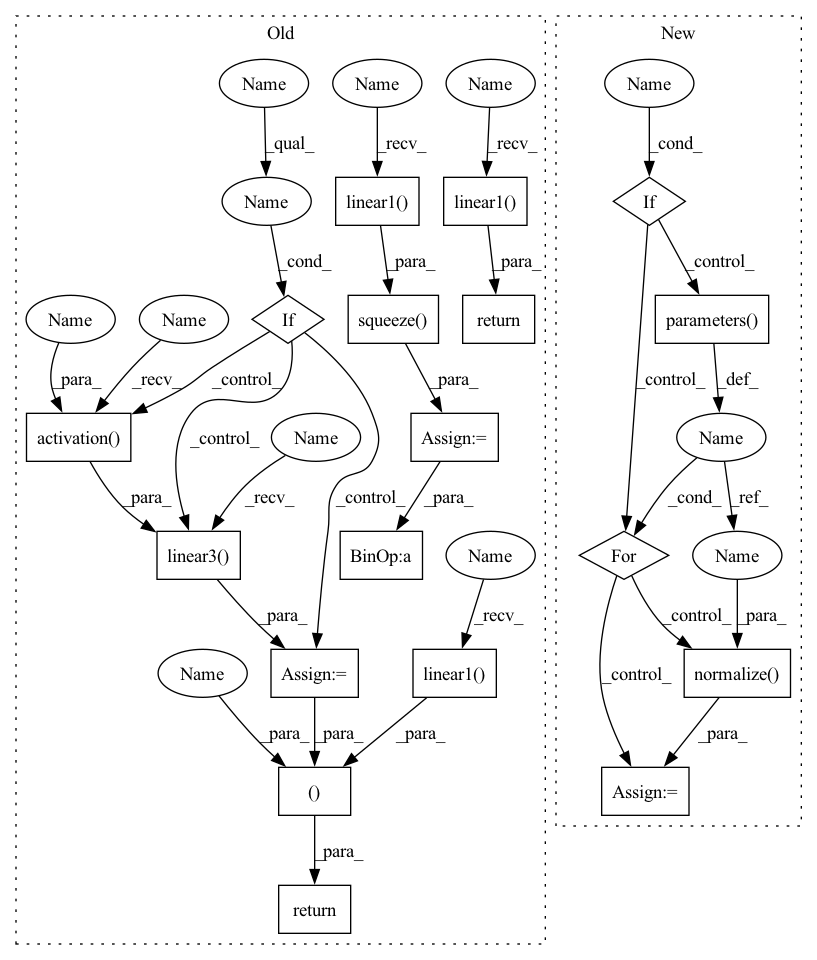 Old
New
Name
Name
Name
Name
_qual_
_recv_
_recv_
_cond_
Name
linear1()
linear1()
If
_cond_
_para_
_para_
_control_
Name
Name
If
squeeze()
return
parameters()
_para_
_recv_
_control_
_para_
_control_
_def_
activation()
Name
Assign:=
Name
_control_
_para_
_recv_
_control_
_para_
_cond_
_ref_
linear3()
BinOp:a
Name
For
Name
_para_
_recv_
_control_
_para_
Name
Assign:=
linear1()
_control_
normalize()
_para_
_para_
_para_
_para_
()
Assign:=
_para_
return